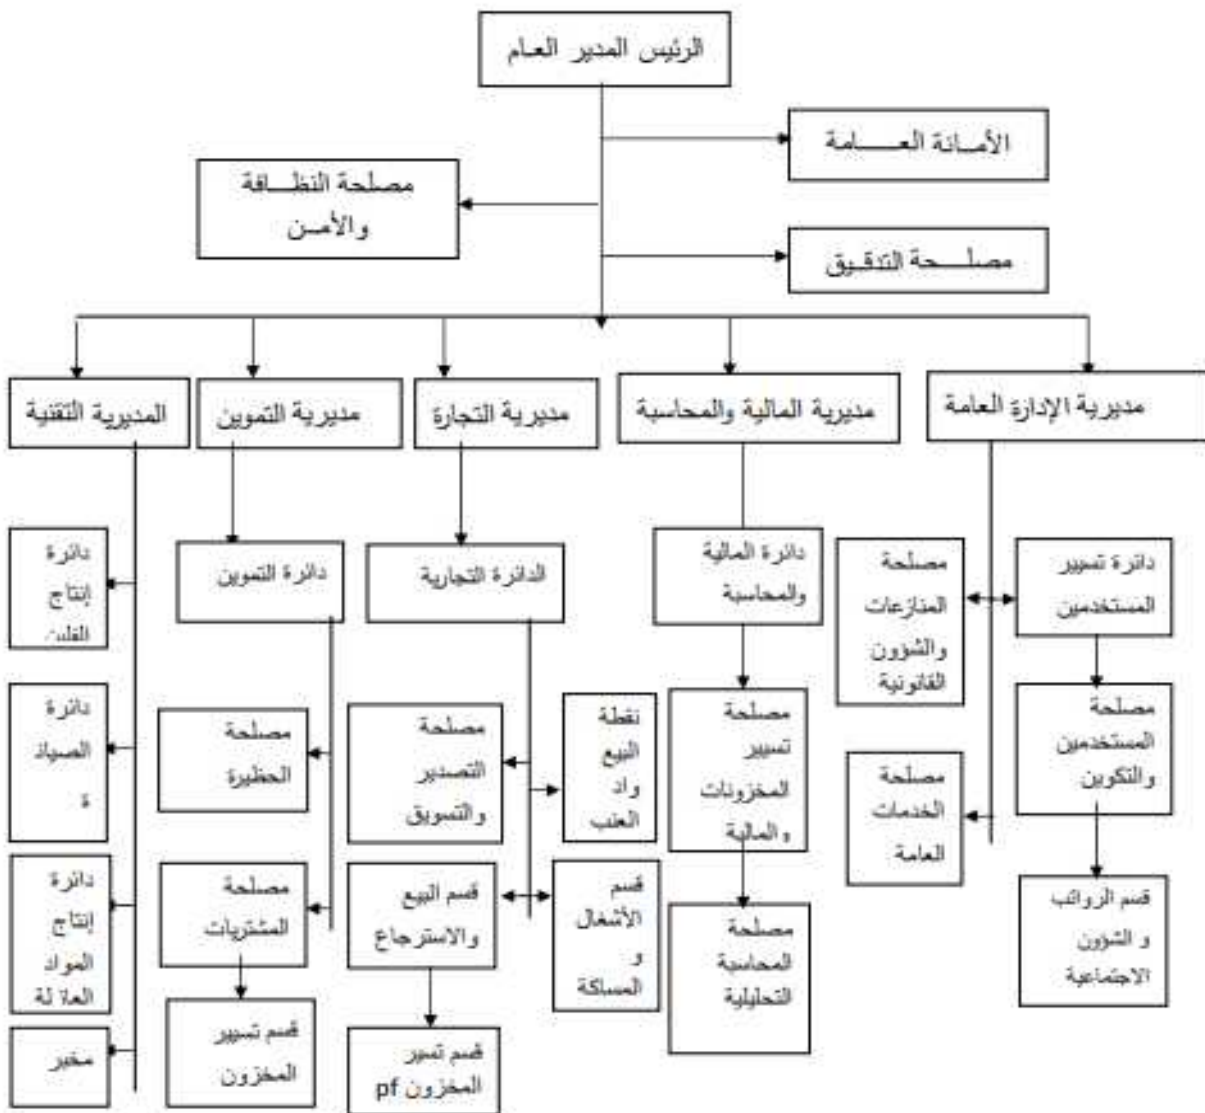 الرئيس المدير العام
الأمانة العامة
مصلحة النظافة
والأمن
مصلحة التدقيق
مديرية الإدارة العامة
مديرية المالية والمحاسبة
مديرية التجارة
مديرية التموين
المديرية التقنية
دائرة تسيير
المستخدمين
مصلحة
المنازعات
والشؤون
القانونية
مصلحة
المستخدمين
والتكوين
مصلحة
الخدمات
العامة
قسم الرواتب
و الشؤون
الاجتماعية
دائرة المالية
والمحاسبة
مصلحة
تسيير
المخزونات
والمالية
مصلحة
المحاسبة
التحليلية
الدائرة التجارية
نقطة
البيع
واد
العنب
مصلحة
التصدير
والتسويق
قسم الأشغال
و
المساكة
قسم البيع
والاسترجاع
قسم تسير
المخزون pf
دائرة التموين
مصلحة
الحظيرة
مصلحة
المشتريات
قسم تسيير
المخزون
دائرة
إنتاج
دائرة
الصيانـ
ة
دائرة
إنتاج
المواد
مخبر